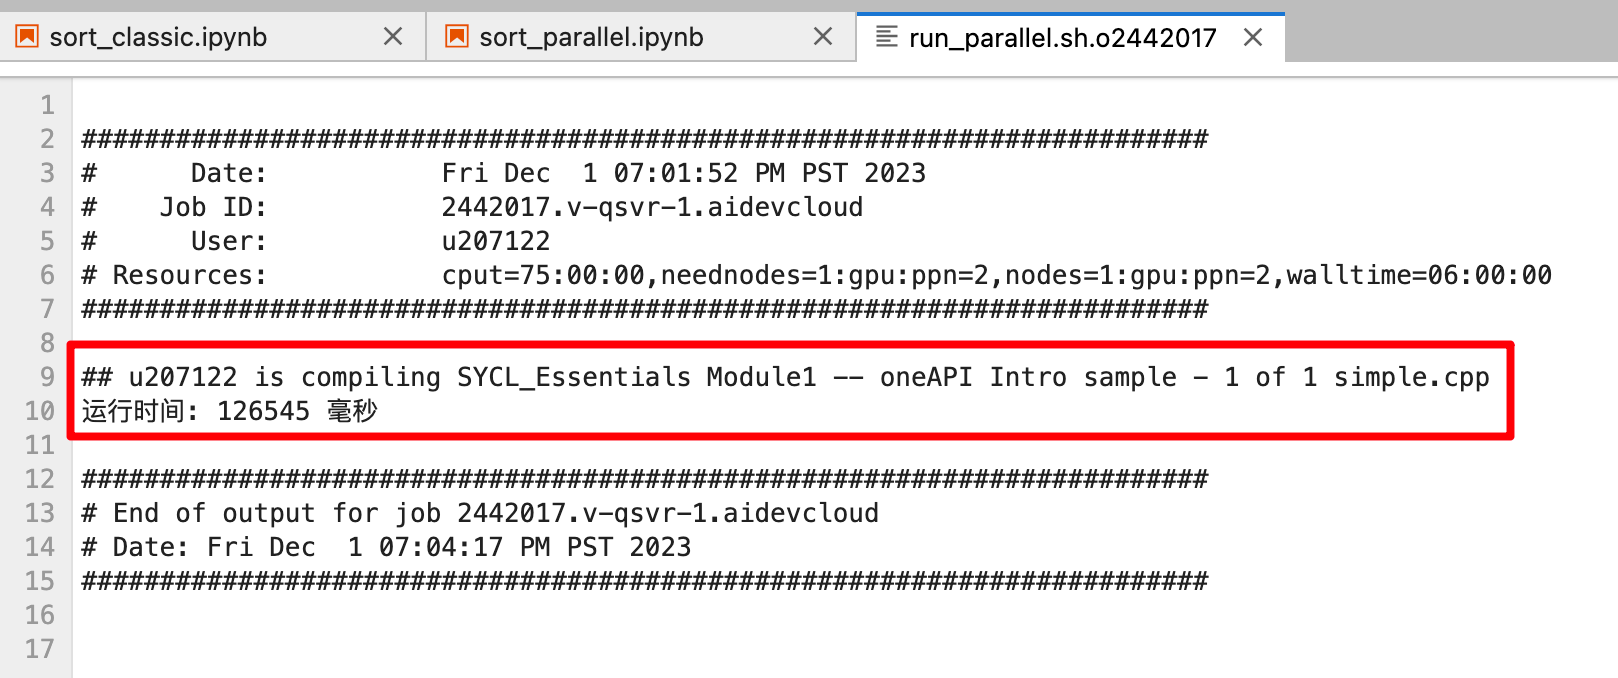 sort_classic.ipynb
sort_parallel.ipynb
run_parallel.sh.o2442017
1
2 ########################################################################
3 #      Date:           Fri Dec  1 07:01:52 PM PST 2023
4 #    Job ID:           2442017.v-qsvr-1.aidevcloud
5 #      User:           u207122
6 # Resources:           cput=75:00:00,neednodes=1:gpu:ppn=2,nodes=1:gpu:ppn=2,walltime=06:00:00
7 ########################################################################
8
9 ## u207122 is compiling SYCL_Essentials Module1 -- oneAPI Intro sample - 1 of 1 simple.cpp
10 运行时间: 126545 毫秒
11
12 ########################################################################
13 # End of output for job 2442017.v-qsvr-1.aidevcloud
14 # Date: Fri Dec  1 07:04:17 PM PST 2023
15 ########################################################################
16
17